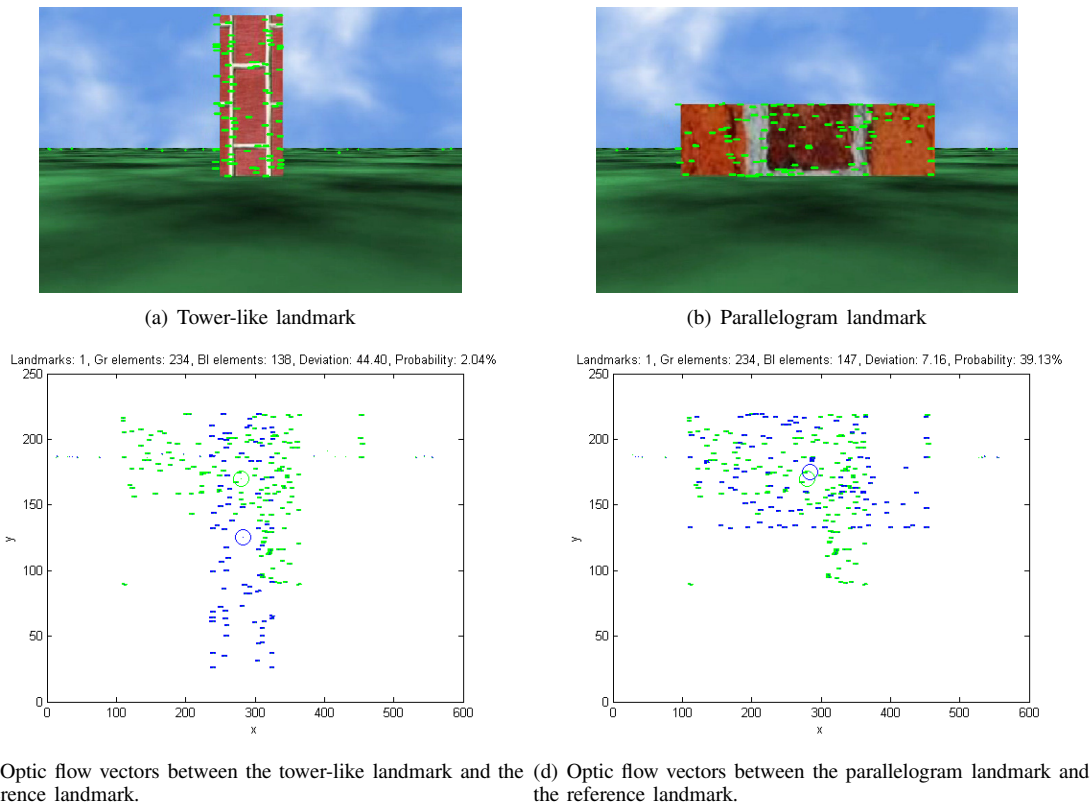 (a) Tower-like landmark
(b) Parallelogram landmark
Landmarks: 1, Gr elements: 234, Bl elements: 138, Deviation: 44.40, Probability: 2.04%
250
200
150
100
50
0
y
0 100 200 300 400 500 600
x
Landmarks: 1, Gr elements: 234, Bl elements: 147, Deviation: 7.16, Probability: 39.13%
250
200
150
100
50
0
y
0 100 200 300 400 500 600
x
Optic flow vectors between the tower-like landmark and the
rence landmark.
(d) Optic flow vectors between the parallelogram landmark and
the reference landmark.